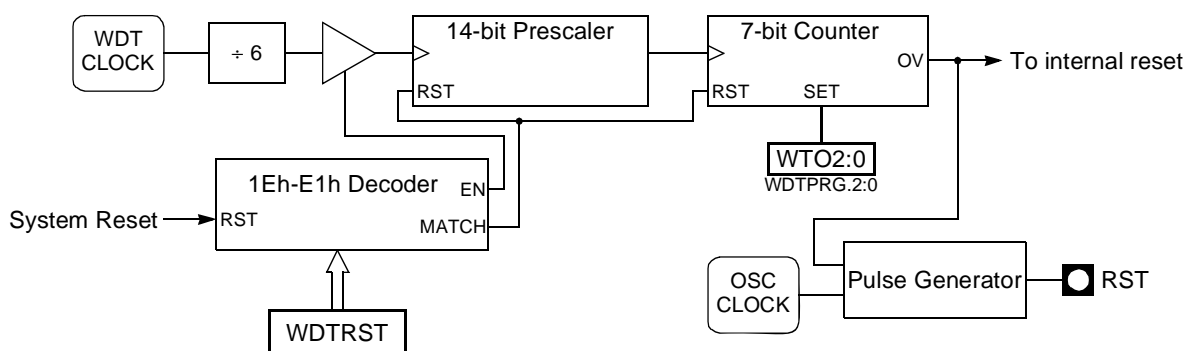 WDT
CLOCK
÷ 6
14-bit Prescaler
RST
7-bit Counter
RST
SET
OV
To internal reset
WTO2:0
WDTPRG.2:0
1Eh-E1h Decoder
EN
RST
MATCH
System Reset
WDTRST
OSC
CLOCK
Pulse Generator
RST